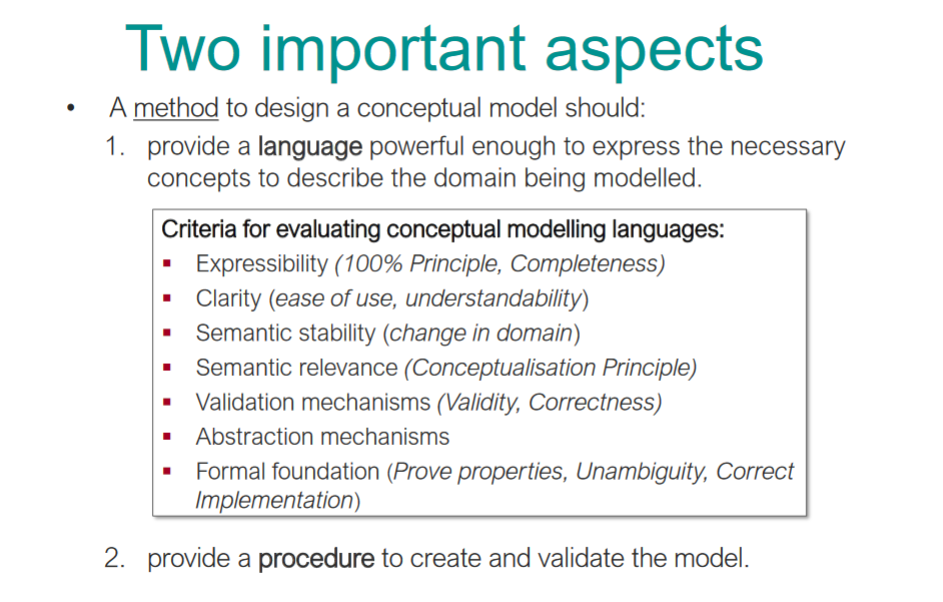 Two important aspects
• A method to design a conceptual model should:
1. provide a language powerful enough to express the necessary
concepts to describe the domain being modelled.
Criteria for evaluating conceptual modelling languages:
▪ Expressibility (100% Principle, Completeness)
▪ Clarity (ease of use, understandability)
▪ Semantic stability (change in domain)
▪ Semantic relevance (Conceptualisation Principle)
▪ Validation mechanisms (Validity, Correctness)
▪ Abstraction mechanisms
▪ Formal foundation (Prove properties, Unambiguity, Correct
Implementation)
2. provide a procedure to create and validate the model.